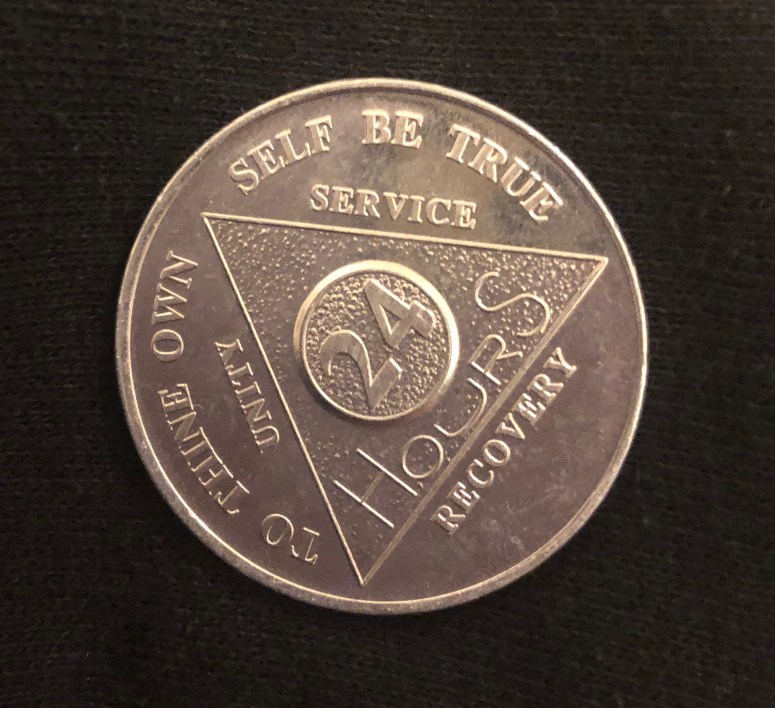 TO THINE OWN SELF BE TRUE
UNITY
SERVICE
RECOVERY
24
HOURS